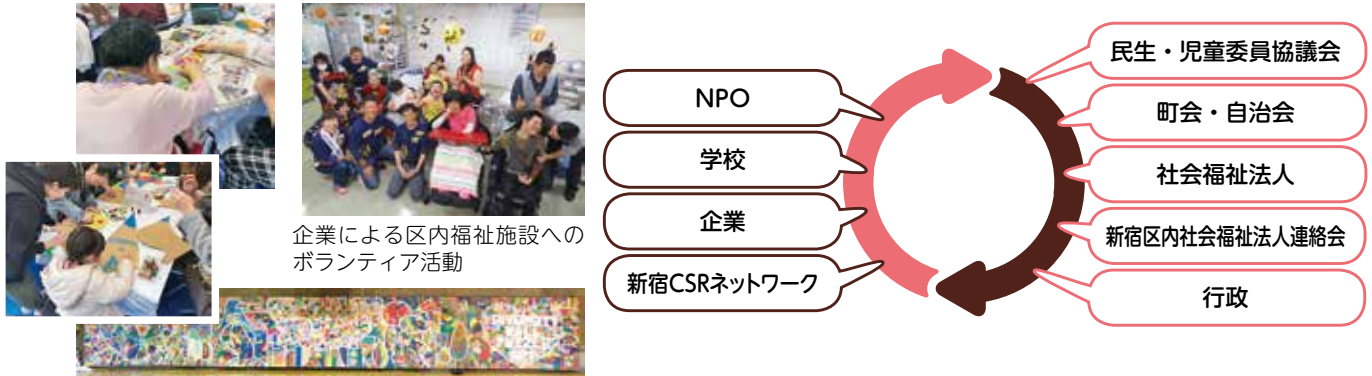 企業による区内福祉施設への
ボランティア活動
NPO
学校
企業
新宿CSRネットワーク
民生・児童委員協議会
町会・自治会
社会福祉法人
新宿区内社会福祉法人連絡会
行政